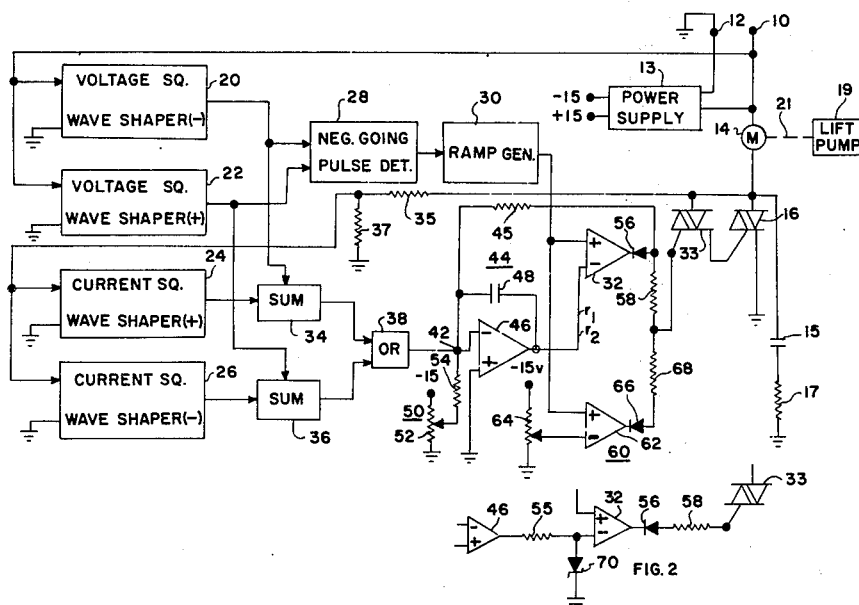 12
10
VOLTAGE SQ.
WAVE SHAPER(-)
20
VOLTAGE SQ.
WAVE SHAPER(+)
22
CURRENT SQ.
WAVE SHAPER(+)
24
CURRENT SQ.
WAVE SHAPER(-)
26
28
NEG. GOING
PULSE DET.
30
RAMP GEN.
-15
+15
13
POWER
SUPPLY
14
M
21
19
LIFT
PUMP
16
33
35
37
45
44
48
46
42
54
-15
50
52
SUM
34
SUM
36
38
OR
56
32
58
r1
r2
-15v
64
66
62
60
68
15
17
+
-
-
+
+
-
46
55
32
56
58
33
70
-
+
+
-
FIG. 2